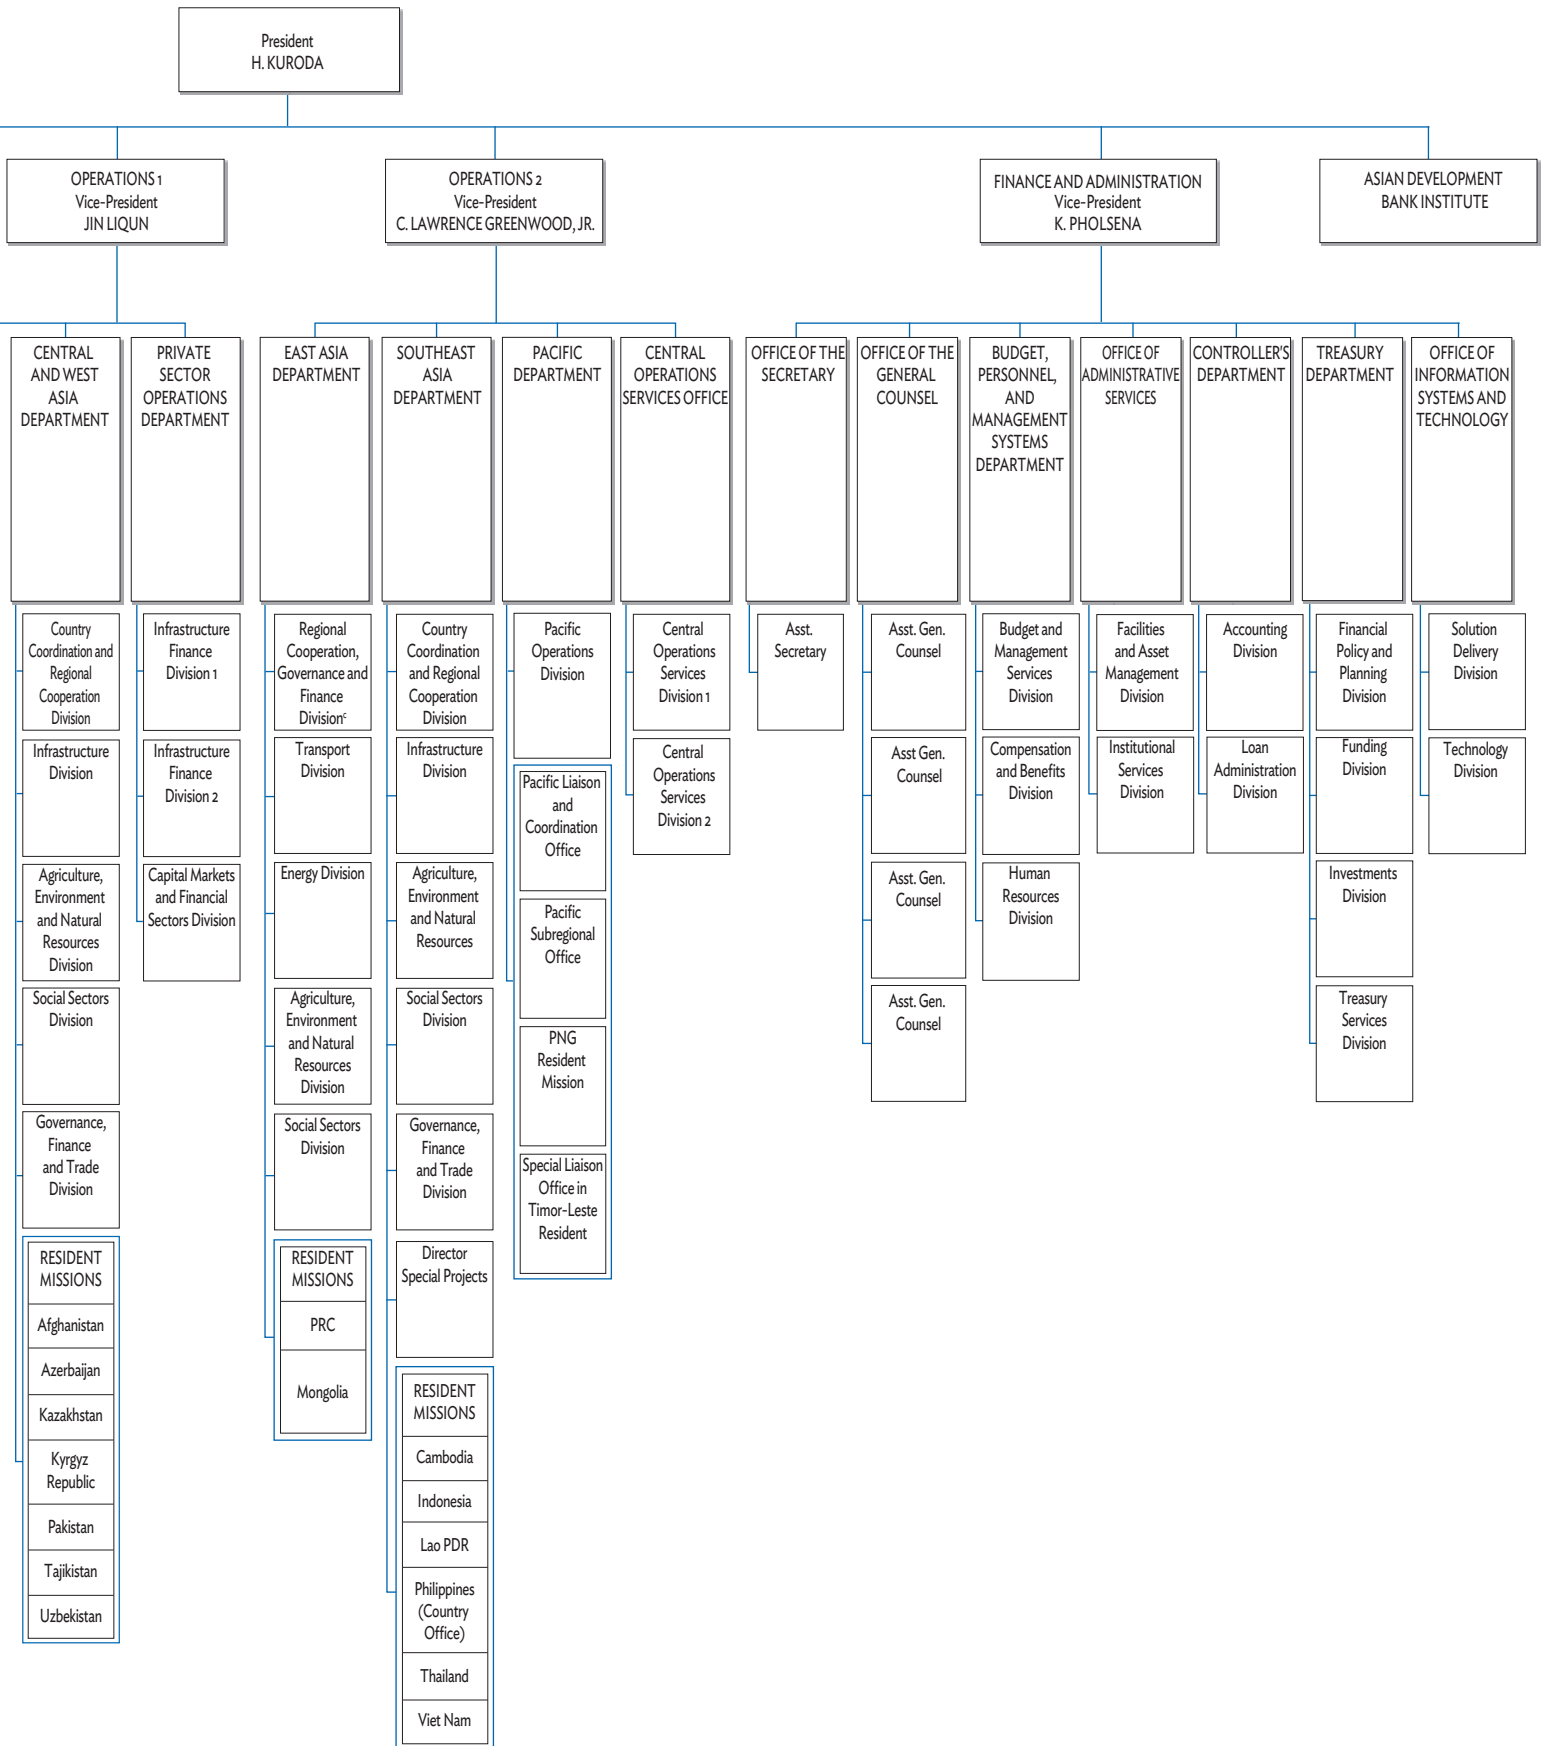 President
H. KURODA
OPERATIONS 1
Vice-President
JIN LIQUN
OPERATIONS 2
Vice-President
C. LAWRENCE GREENWOOD, JR.
FINANCE AND ADMINISTRATION
Vice-President
K. PHOLSENA
ASIAN DEVELOPMENT
BANK INSTITUTE
CENTRAL
AND WEST
ASIA
DEPARTMENT
PRIVATE
SECTOR
OPERATIONS
DEPARTMENT
EAST ASIA
DEPARTMENT
SOUTHEAST
ASIA
DEPARTMENT
PACIFIC
DEPARTMENT
CENTRAL
OPERATIONS
SERVICES OFFICE
OFFICE OF THE
SECRETARY
OFFICE OF THE
GENERAL
COUNSEL
BUDGET,
PERSONNEL,
AND
MANAGEMENT
SYSTEMS
DEPARTMENT
OFFICE OF
ADMINISTRATIVE
SERVICES
CONTROLLER'S
DEPARTMENT
TREASURY
DEPARTMENT
OFFICE OF
INFORMATION
SYSTEMS AND
TECHNOLOGY
Country
Coordination and
Regional
Cooperation
Division
Infrastructure
Division
Agriculture,
Environment
and Natural
Resources
Division
Social Sectors
Division
Governance,
Finance
and Trade
Division
RESIDENT
MISSIONS
Afghanistan
Azerbaijan
Kazakhstan
Kyrgyz
Republic
Pakistan
Tajikistan
Uzbekistan
Infrastructure
Finance
Division 1
Infrastructure
Finance
Division 2
Capital Markets
and Financial
Sectors Division
Regional
Cooperation,
Governance and
Finance
Divisionᶜ
Transport
Division
Energy Division
Agriculture,
Environment
and Natural
Resources
Division
Social Sectors
Division
RESIDENT
MISSIONS
PRC
Mongolia
Country
Coordination
and Regional
Cooperation
Division
Infrastructure
Division
Agriculture,
Environment
and Natural
Resources
Social Sectors
Division
Governance,
Finance
and Trade
Division
Director
Special Projects
RESIDENT
MISSIONS
Cambodia
Indonesia
Lao PDR
Philippines
(Country
Office)
Thailand
Viet Nam
Pacific
Operations
Division
Pacific Liaison
and
Coordination
Office
Pacific
Subregional
Office
PNG
Resident
Mission
Special Liaison
Office in
Timor-Leste
Resident
Central
Operations
Services
Division 1
Central
Operations
Services
Division 2
Asst.
Secretary
Asst. Gen.
Counsel
Asst Gen.
Counsel
Asst. Gen.
Counsel
Asst. Gen.
Counsel
Budget and
Management
Services
Division
Compensation
and Benefits
Division
Human
Resources
Division
Facilities
and Asset
Management
Division
Institutional
Services
Division
Accounting
Division
Loan
Administration
Division
Financial
Policy and
Planning
Division
Funding
Division
Investments
Division
Treasury
Services
Division
Solution
Delivery
Division
Technology
Division